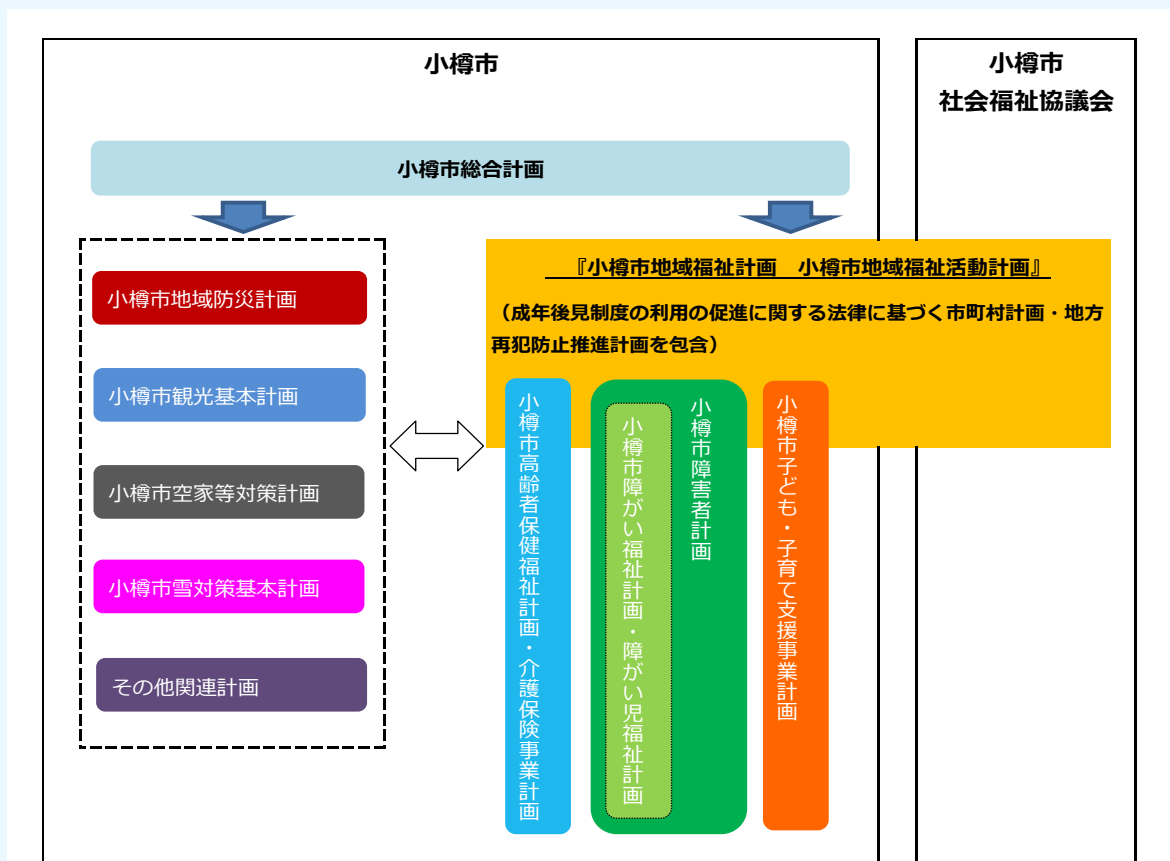 小樽市
小樽市
社会福祉協議会
小樽市総合計画
小樽市地域防災計画
小樽市観光基本計画
小樽市空家等対策計画
小樽市雪対策基本計画
その他関連計画
『小樽市地域福祉計画　小樽市地域福祉活動計画』
（成年後見制度の利用の促進に関する法律に基づく市町村計画・地方
再犯防止推進計画を包含）
小樽市高齢者保健福祉計画・介護保険事業計画
小樽市障がい福祉計画・障がい児福祉計画
小樽市障害者計画
小樽市子ども・子育て支援事業計画